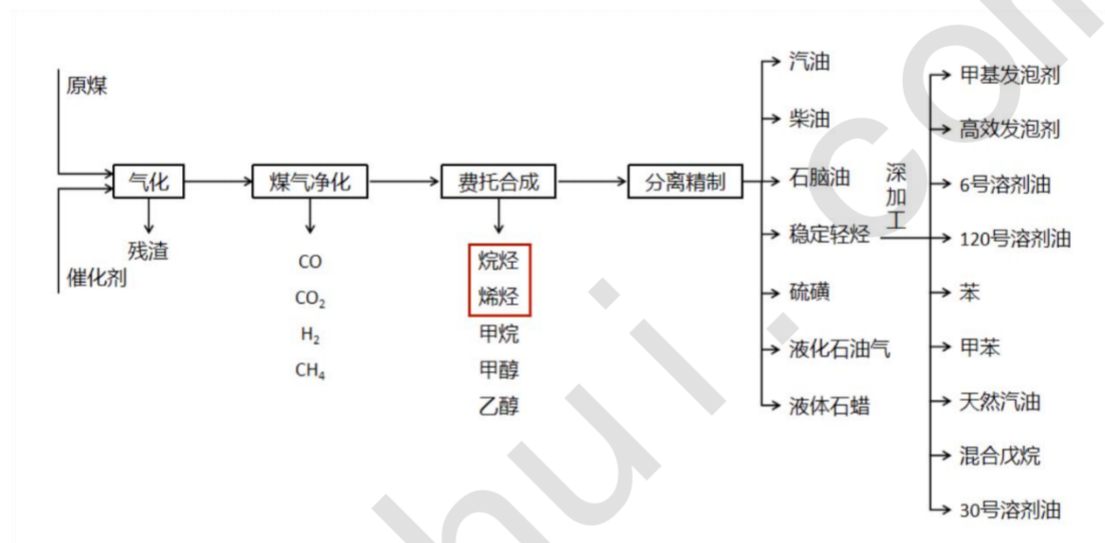 原煤
催化剂
气化
残渣
煤气净化
CO
CO₂
H₂
CH₄
费托合成
烷烃
烯烃
甲烷
甲醇
乙醇
分离精制
汽油
柴油
石脑油
稳定轻烃
硫磺
液化石油气
液体石蜡
深加工
甲基发泡剂
高效发泡剂
6号溶剂油
120号溶剂油
苯
甲苯
天然汽油
混合戊烷
30号溶剂油
hui.com